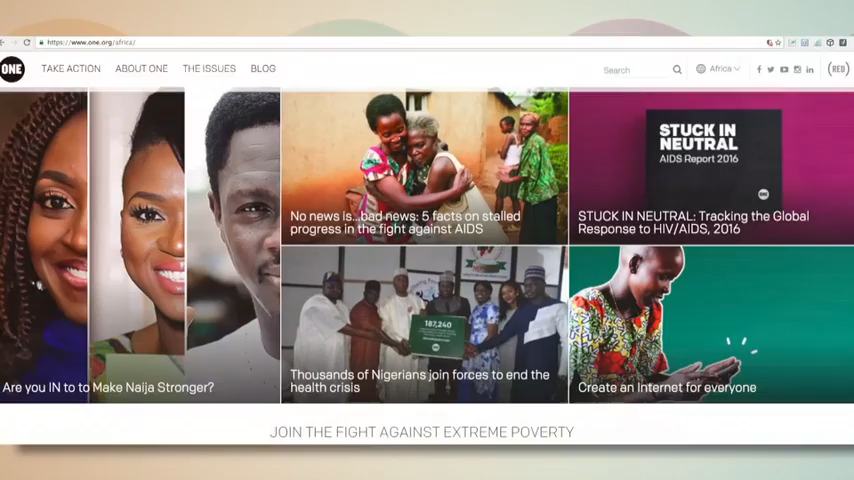 https://www.one.org/africa/
ONE
TAKE ACTION
ABOUT ONE
THE ISSUES
BLOG
Search
Africa
(RED)
Are you IN to to Make Naija Stronger?
No news is...bad news: 5 facts on stalled
progress in the fight against AIDS
STUCK IN
NEUTRAL
AIDS Report 2016
STUCK IN NEUTRAL: Tracking the Global
Response to HIV/AIDS, 2016
187,240
Thousands of Nigerians join forces to end the
health crisis
Create an Internet for everyone
JOIN THE FIGHT AGAINST EXTREME POVERTY